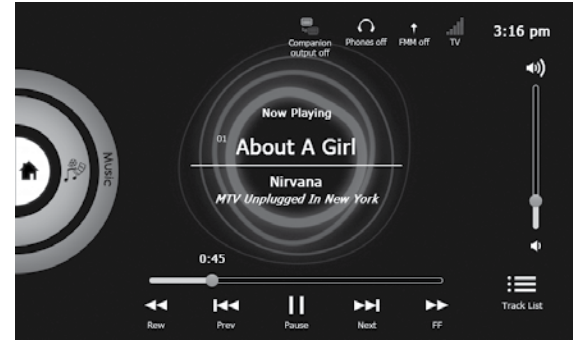 Companion
output off
Phones off
FMM off
TV
3:16 pm
Now Playing
01
About A Girl
Nirvana
MTV Unplugged In New York
Music
0:45
Rew
Prev
Pause
Next
FF
Track List